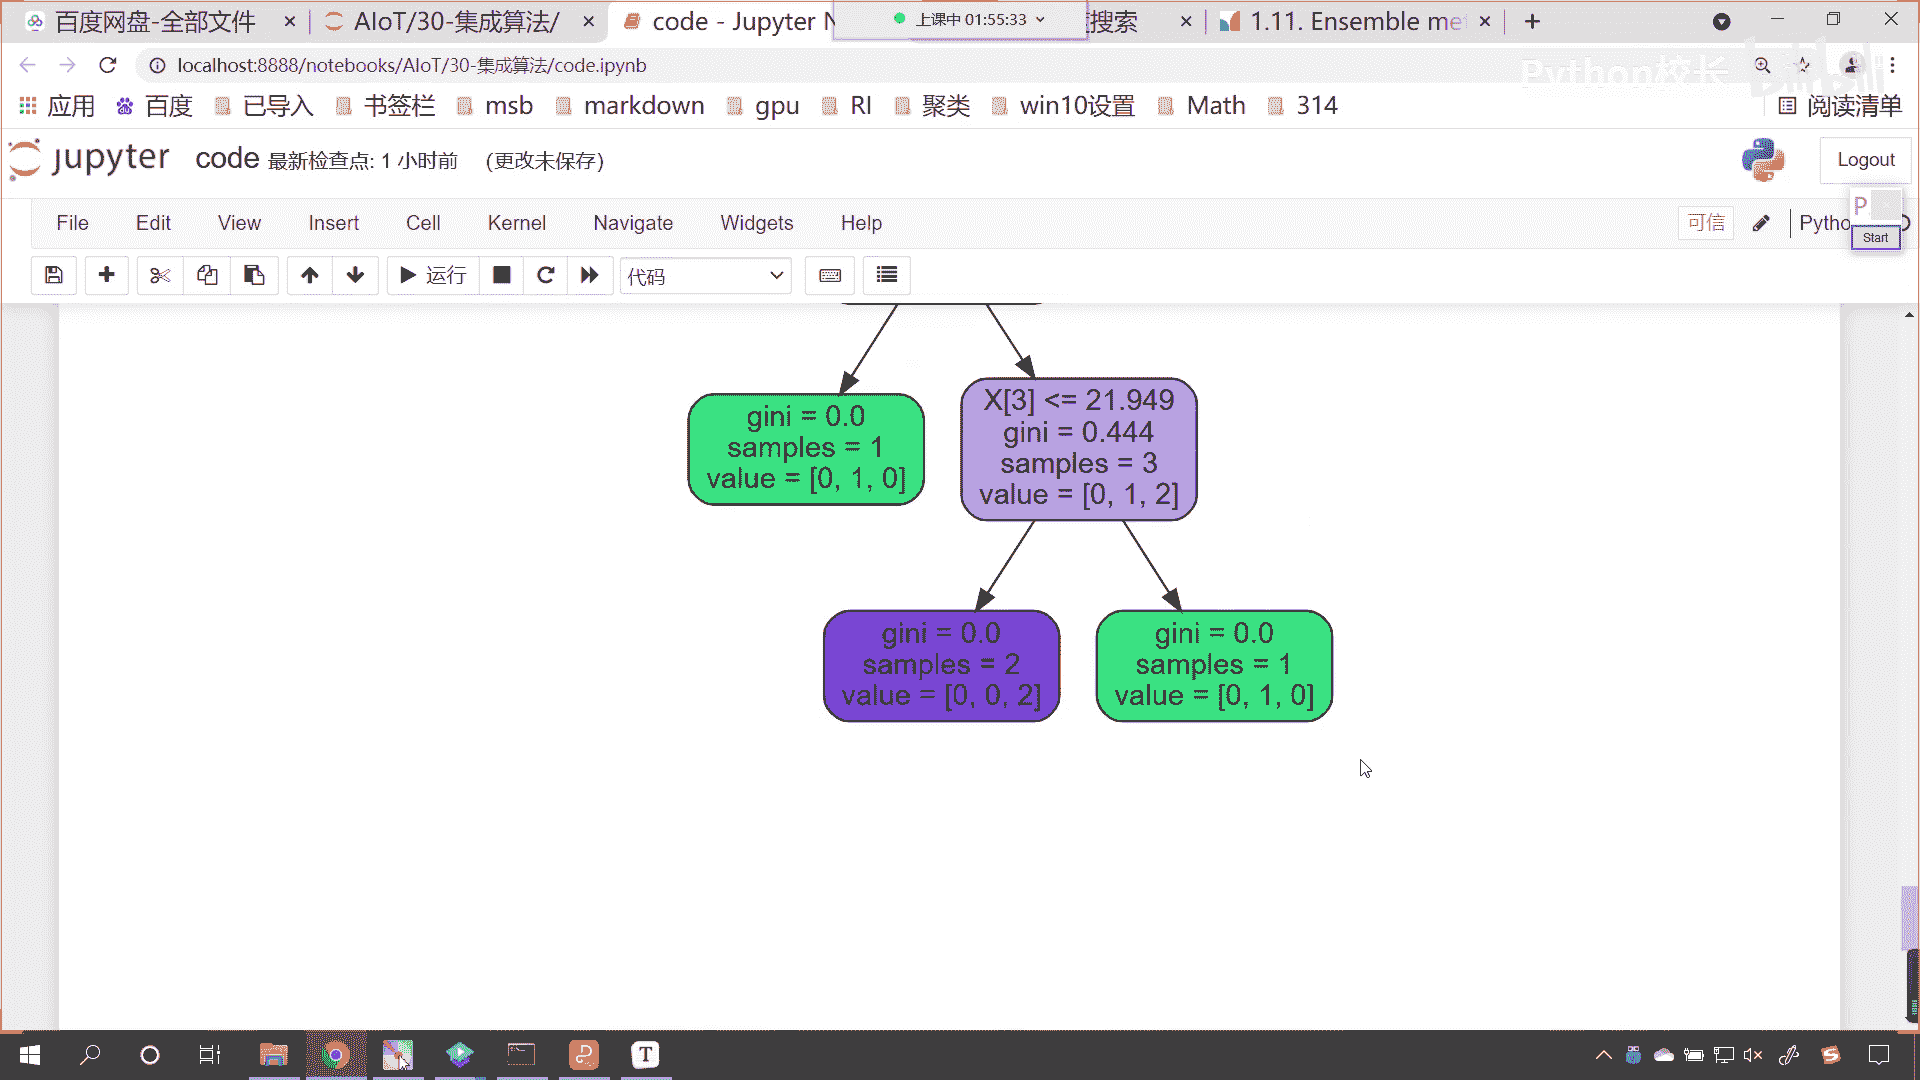 百度网盘-全部文件
AIoT/30-集成算法/
code - Jupyter N
上课中 01:55:33
搜索
1.11. Ensemble me
localhost:8888/notebooks/AIoT/30-集成算法/code.ipynb
Python校长
bilibili
应用
百度
已导入
书签栏
msb
markdown
gpu
RI
聚类
win10设置
Math
314
阅读清单
jupyter
code 最新检查点: 1 小时前 (更改未保存)
Logout
File
Edit
View
Insert
Cell
Kernel
Navigate
Widgets
Help
可信
Pytho
P
Start
运行
代码
gini = 0.0
samples = 1
value = [0, 1, 0]
X[3] <= 21.949
gini = 0.444
samples = 3
value = [0, 1, 2]
gini = 0.0
samples = 2
value = [0, 0, 2]
gini = 0.0
samples = 1
value = [0, 1, 0]